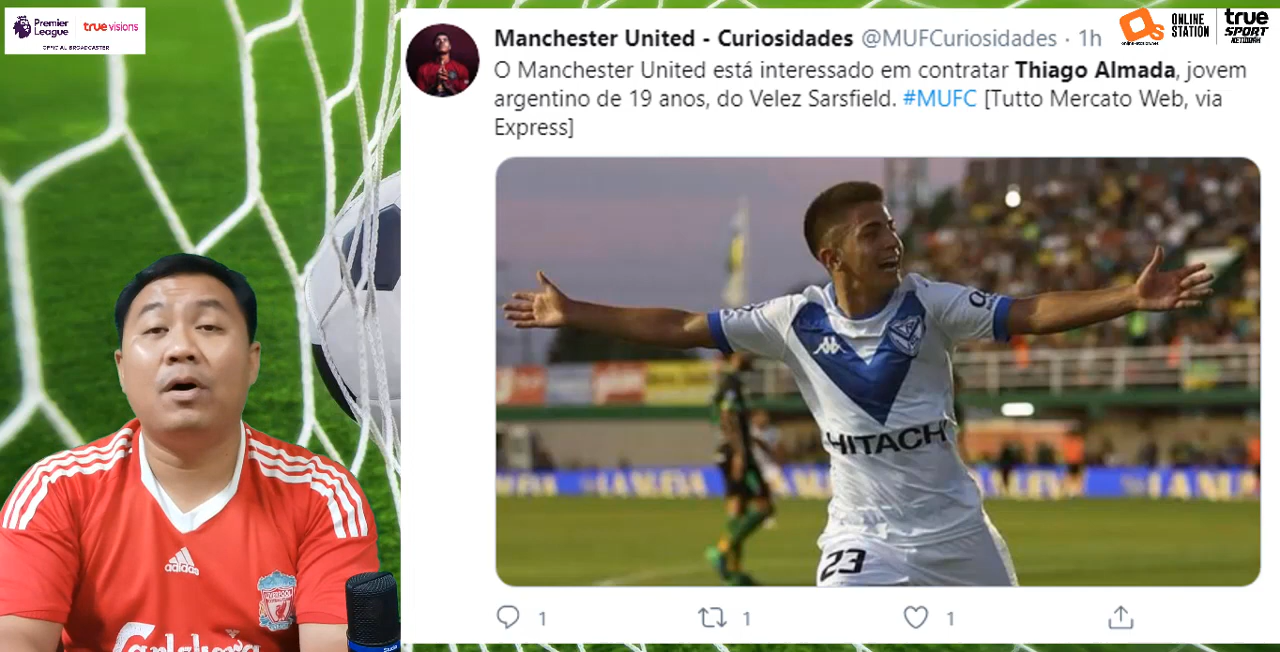 Premier
League
true visions
OFFICIAL BROADCASTER
Manchester United - Curiosidades @MUFCuriosidades · 1h
ONLINE
STATION
true
SPORT
O Manchester United está interessado em contratar Thiago Almada, jovem
argentino de 19 anos, do Velez Sarsfield. #MUFC [Tutto Mercato Web, via
Express]
HITACHI
23
1
1
1
adidas
Carlsberg